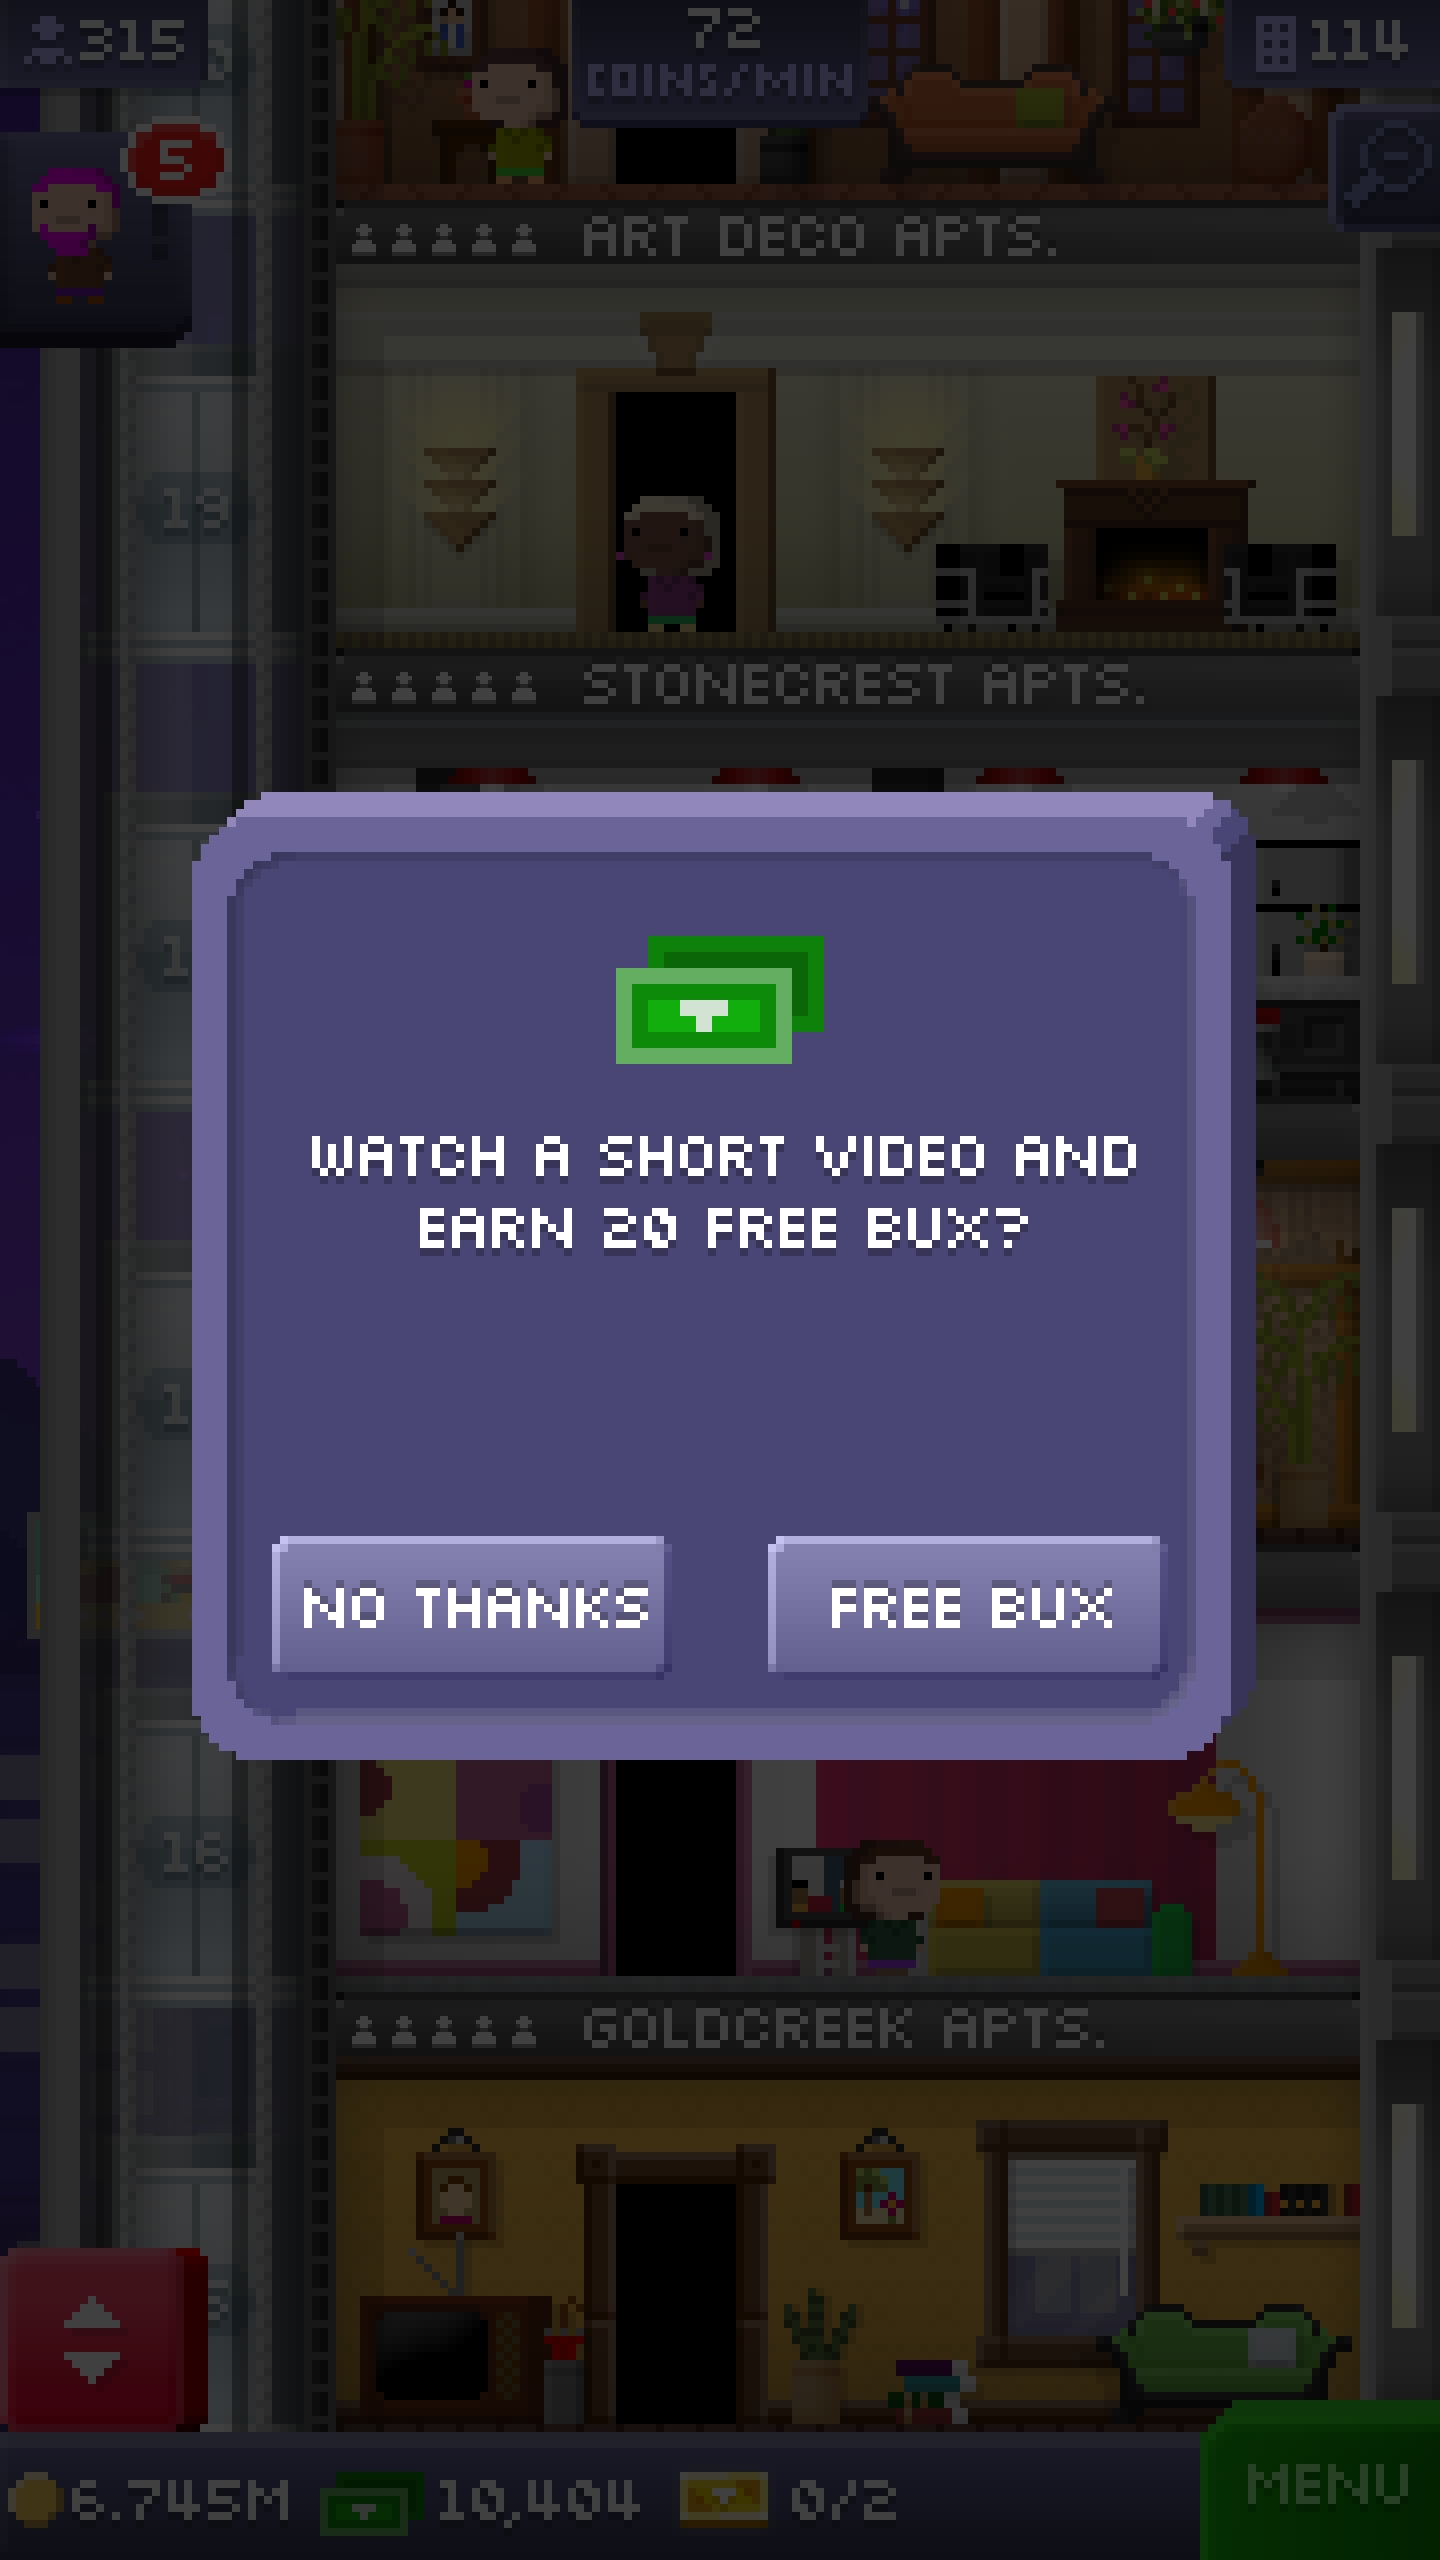 315
72
COINS/MIN
114
5
ART DECO APTS.
18
STONECREST APTS.
WATCH A SHORT VIDEO AND
EARN 20 FREE BUX?
NO THANKS
FREE BUX
16
GOLDCREEK APTS.
6.745M
10,404
0/2
MENU